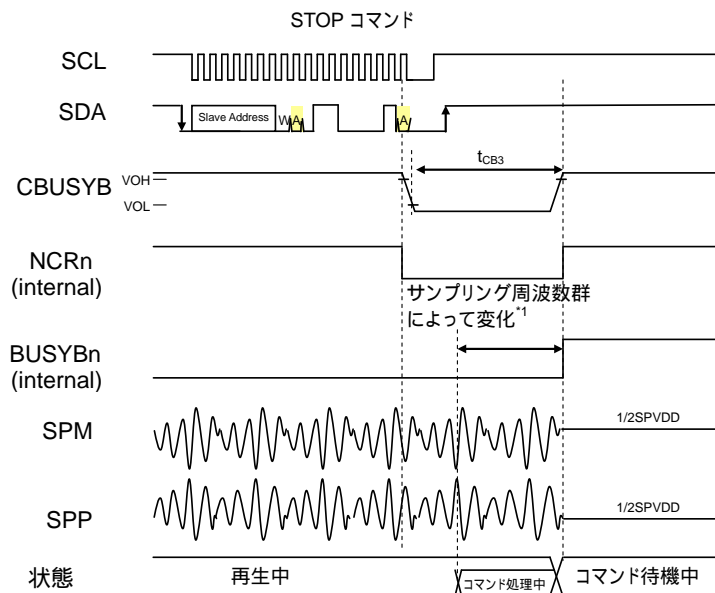 STOP コマンド
SCL
SDA
Slave Address
W
A
A
tCB3
CBUSYB
VOH
VOL
NCRn
(internal)
サンプリング周波数群
によって変化*1
BUSYBn
(internal)
SPM
1/2SPVDD
SPP
1/2SPVDD
状態
再生中
コマンド処理中
コマンド待機中